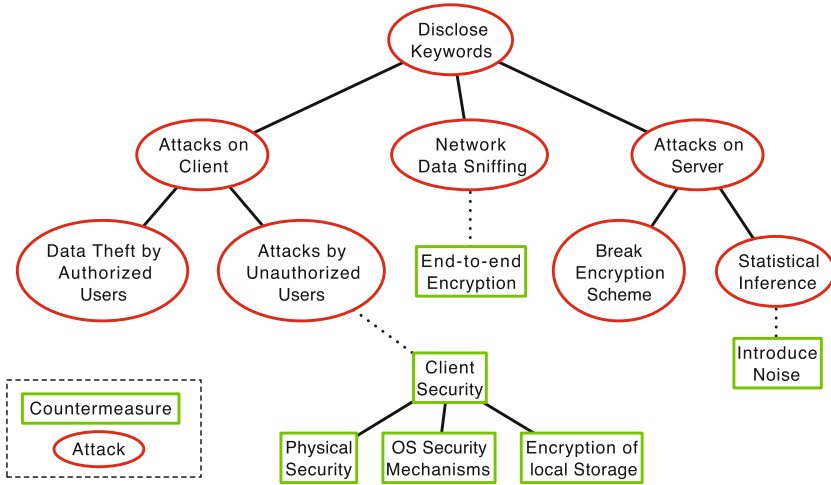 Disclose
Keywords
Attacks on
Client
Network
Data Sniffing
Attacks on
Server
Data Theft by
Authorized
Users
Attacks by
Unauthorized
Users
End-to-end
Encryption
Break
Encryption
Scheme
Statistical
Inference
Introduce
Noise
Client
Security
Physical
Security
OS Security
Mechanisms
Encryption of
local Storage
Countermeasure
Attack